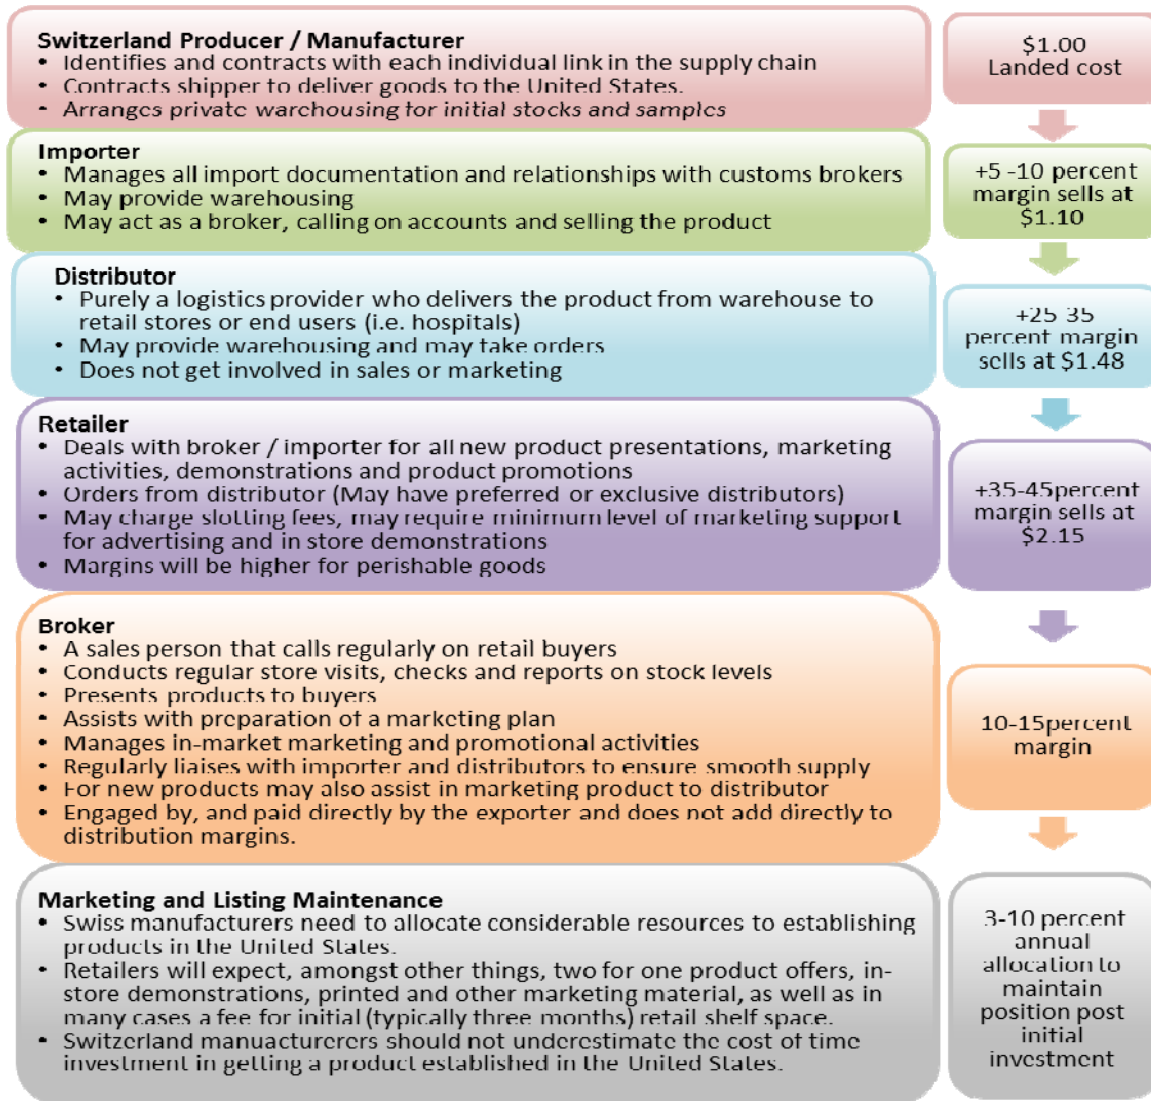 Switzerland Producer / Manufacturer
• Identifies and contracts with each individual link in the supply chain
• Contracts shipper to deliver goods to the United States.
• Arranges private warehousing for initial stocks and samples
$1.00
Landed cost
Importer
• Manages all import documentation and relationships with customs brokers
• May provide warehousing
• May act as a broker, calling on accounts and selling the product
+5 -10 percent
margin sells at
$1.10
Distributor
• Purely a logistics provider who delivers the product from warehouse to
retail stores or end users (i.e. hospitals)
• May provide warehousing and may take orders
• Does not get involved in sales or marketing
+25-35
percent margin
sells at $1.48
Retailer
• Deals with broker / importer for all new product presentations, marketing
activities, demonstrations and product promotions
• Orders from distributor (May have preferred or exclusive distributors)
• May charge slotting fees, may require minimum level of marketing support
for advertising and in store demonstrations
• Margins will be higher for perishable goods
+35-45percent
margin sells at
$2.15
Broker
• A sales person that calls regularly on retail buyers
• Conducts regular store visits, checks and reports on stock levels
• Presents products to buyers
• Assists with preparation of a marketing plan
• Manages in-market marketing and promotional activities
• Regularly liaises with importer and distributors to ensure smooth supply
• For new products may also assist in marketing product to distributor
• Engaged by, and paid directly by the exporter and does not add directly to
distribution margins.
10-15percent
margin
Marketing and Listing Maintenance
• Swiss manufacturers need to allocate considerable resources to establishing
products in the United States.
• Retailers will expect, amongst other things, two for one product offers, in-
store demonstrations, printed and other marketing material, as well as in
many cases a fee for initial (typically three months) retail shelf space.
• Switzerland manuacturerers should not underestimate the cost of time
investment in getting a product established in the United States.
3-10 percent
annual
allocation to
maintain
position post
initial
investment